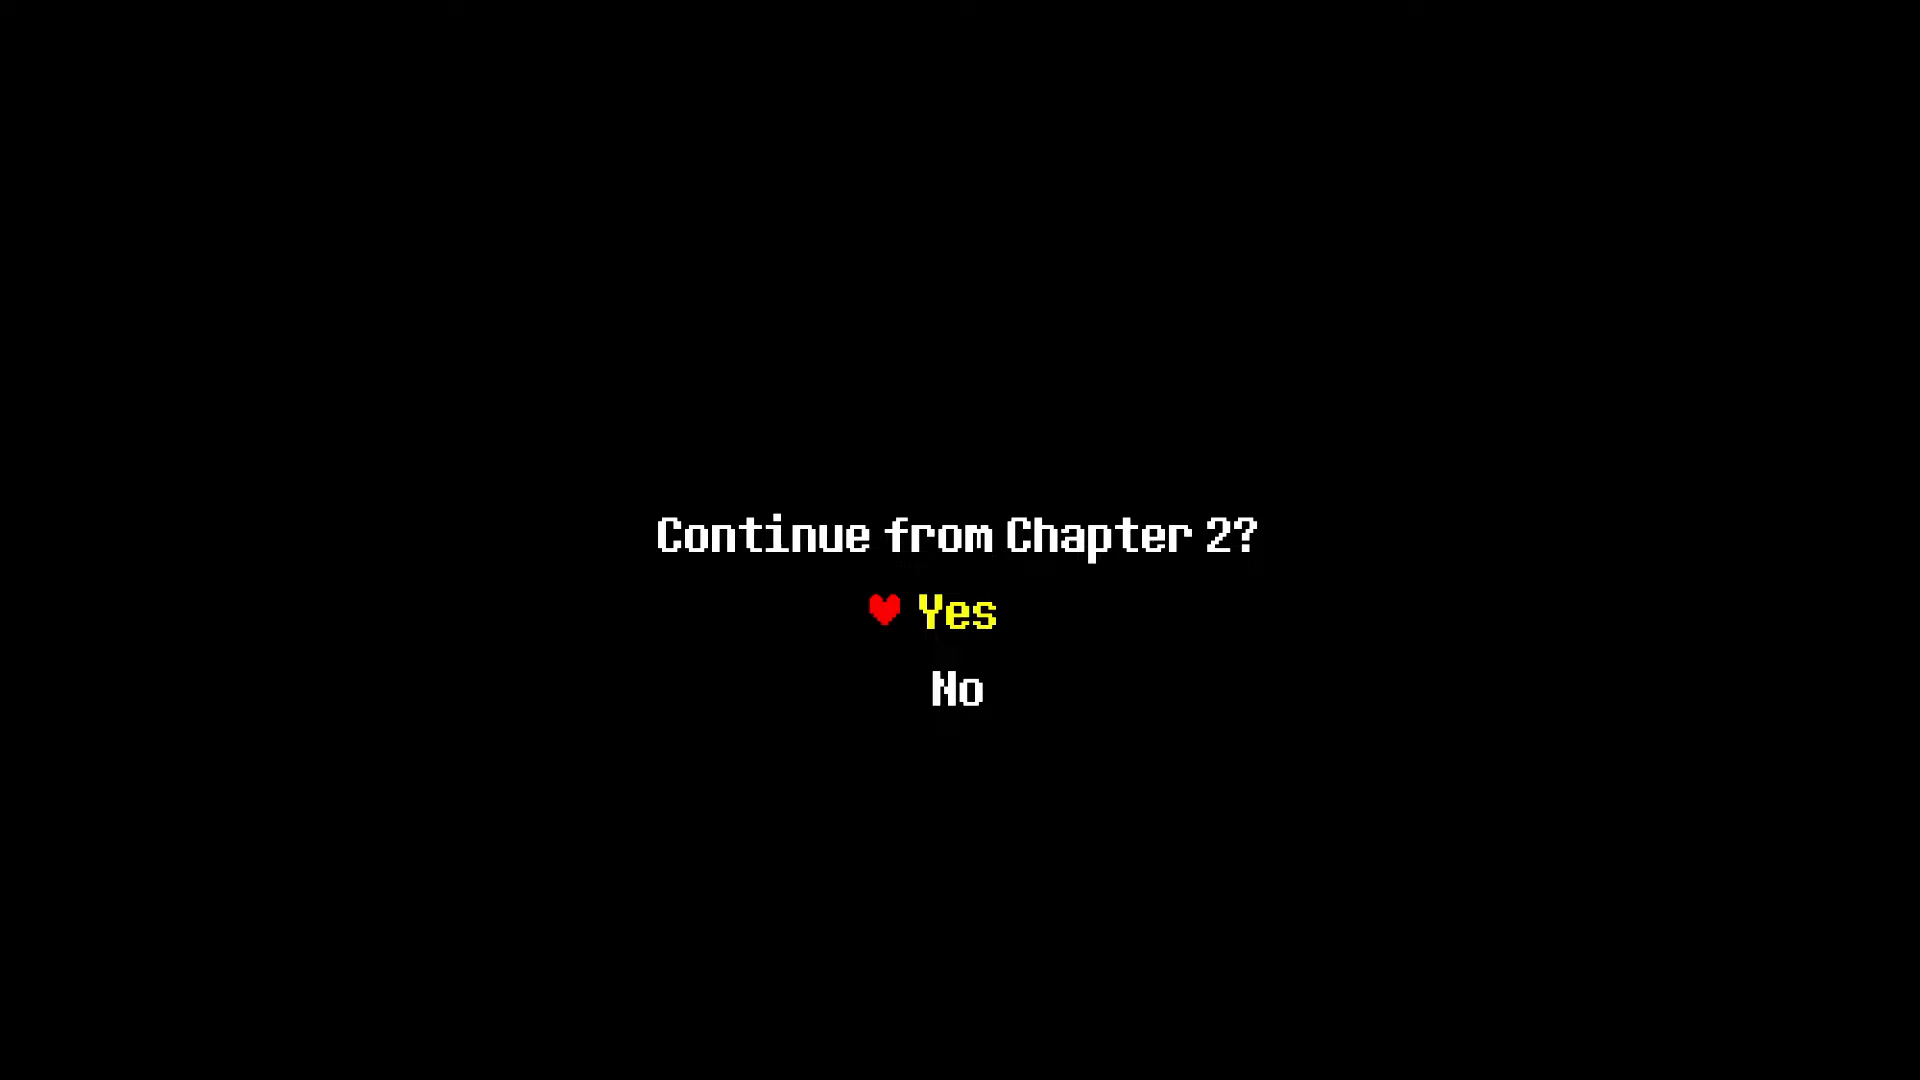 Continue from Chapter 2?
Yes
No